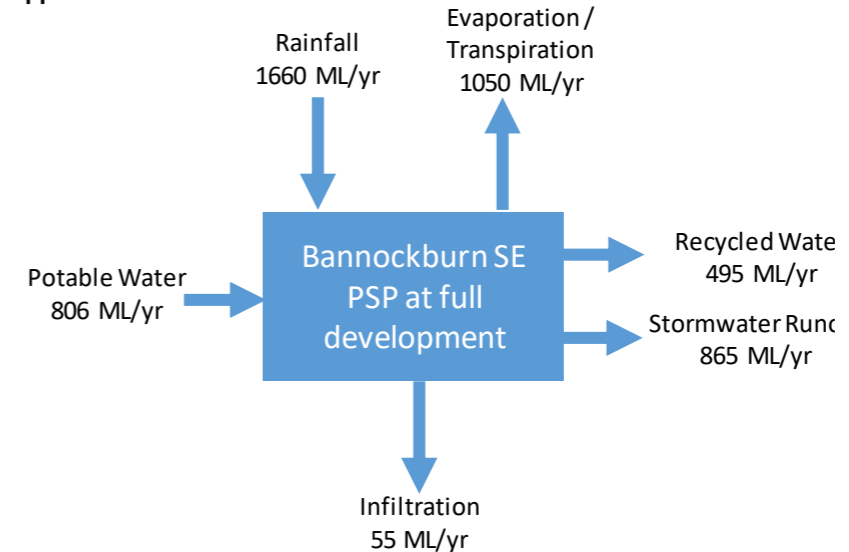 Rainfall
1660 ML/yr
Evaporation /
Transpiration
1050 ML/yr
Potable Water
806 ML/yr
Bannockburn SE
PSP at full
development
Recycled Wate
495 ML/yr
Stormwater Runo
865 ML/yr
Infiltration
55 ML/yr